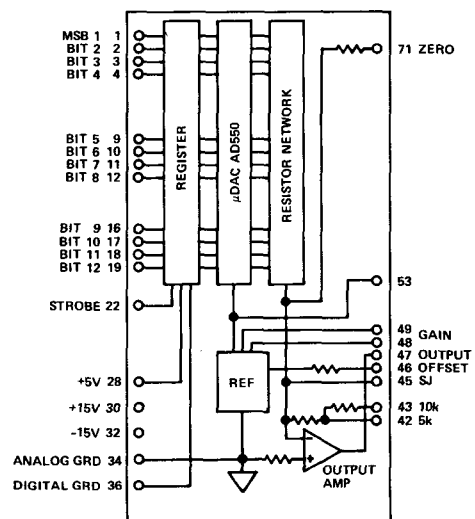 MSB 1 1
BIT 2 2
BIT 3 3
BIT 4 4
BIT 5 9
BIT 6 10
BIT 7 11
BIT 8 12
BIT 9 16
BIT 10 17
BIT 11 18
BIT 12 19
STROBE 22
+5V 28
+15V 30
-15V 32
ANALOG GRD 34
DIGITAL GRD 36
REGISTER
μDAC AD550
RESISTOR NETWORK
REF
-
+
OUTPUT
AMP
71 ZERO
53
49
GAIN
48
47 OUTPUT
46 OFFSET
45 SJ
43 10k
42 5k